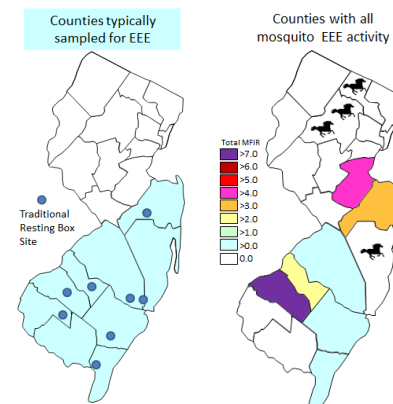 Counties typically
sampled for EEE
Counties with all
mosquito EEE activity
Traditional
Resting Box
Site
Total MFIR
>7.0
>6.0
>5.0
>4.0
>3.0
>2.0
>1.0
>0.0
0.0